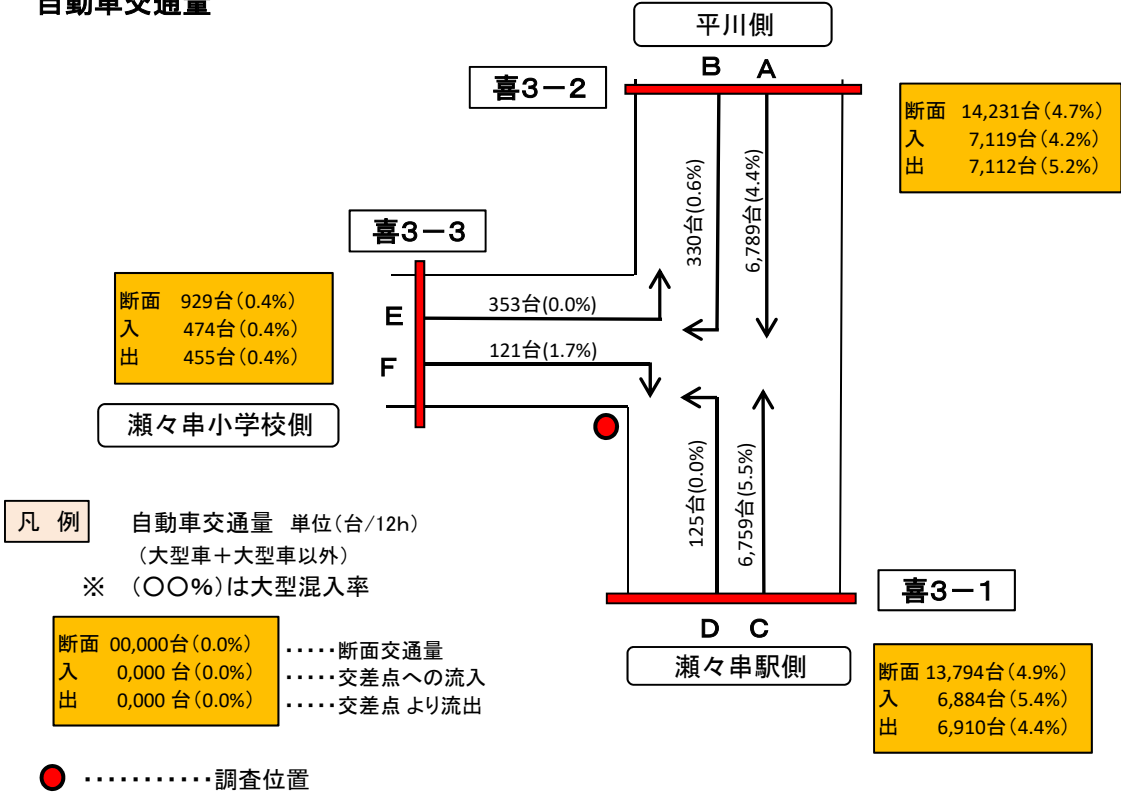 自動車交通量
平川側
B A
喜3-2
断面 14,231台(4.7%)
入 7,119台(4.2%)
出 7,112台(5.2%)
330台(0.6%)
6,789台(4.4%)
喜3-3
断面 929台(0.4%)
入 474台(0.4%)
出 455台(0.4%)
E
353台(0.0%)
F
121台(1.7%)
瀬々串小学校側
125台(0.0%)
6,759台(5.5%)
凡 例
自動車交通量 単位(台/12h)
(大型車+大型車以外)
※ (〇〇%)は大型混入率
喜3-1
D C
瀬々串駅側
断面 13,794台(4.9%)
入 6,884台(5.4%)
出 6,910台(4.4%)
断面 00,000台(0.0%) ・・・・・断面交通量
入 0,000 台(0.0%) ・・・・・交差点への流入
出 0,000 台(0.0%) ・・・・・交差点 より流出
・・・・・・・・・・・調査位置